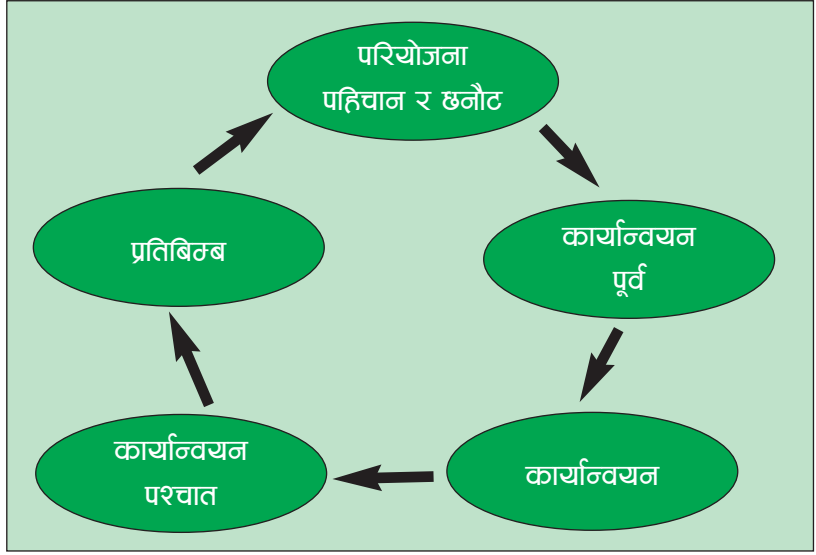 परियोजना
पहिचान र छनौट
कार्यान्वयन
पूर्व
कार्यान्वयन
कार्यान्वयन
पश्चात
प्रतिबिम्ब